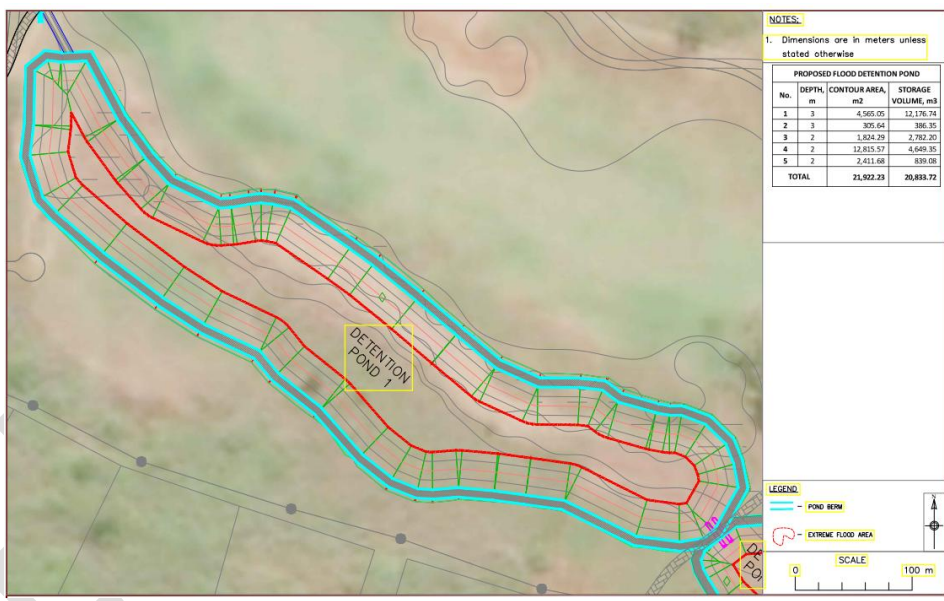 NOTES:
1. Dimensions are in meters unless
stated otherwise
PROPOSED FLOOD DETENTION POND
No. DEPTH, m CONTOUR AREA, m2 STORAGE VOLUME, m3
1 3 4,565.05 12,176.74
2 3 305.64 386.35
3 2 1,824.29 2,782.20
4 2 12,815.57 4,649.35
5 2 2,411.68 839.08
TOTAL 21,922.23 20,833.72
DETENTION
POND 1
LEGEND
- POND BERM
- EXTREME FLOOD AREA
N
SCALE
0 100 m